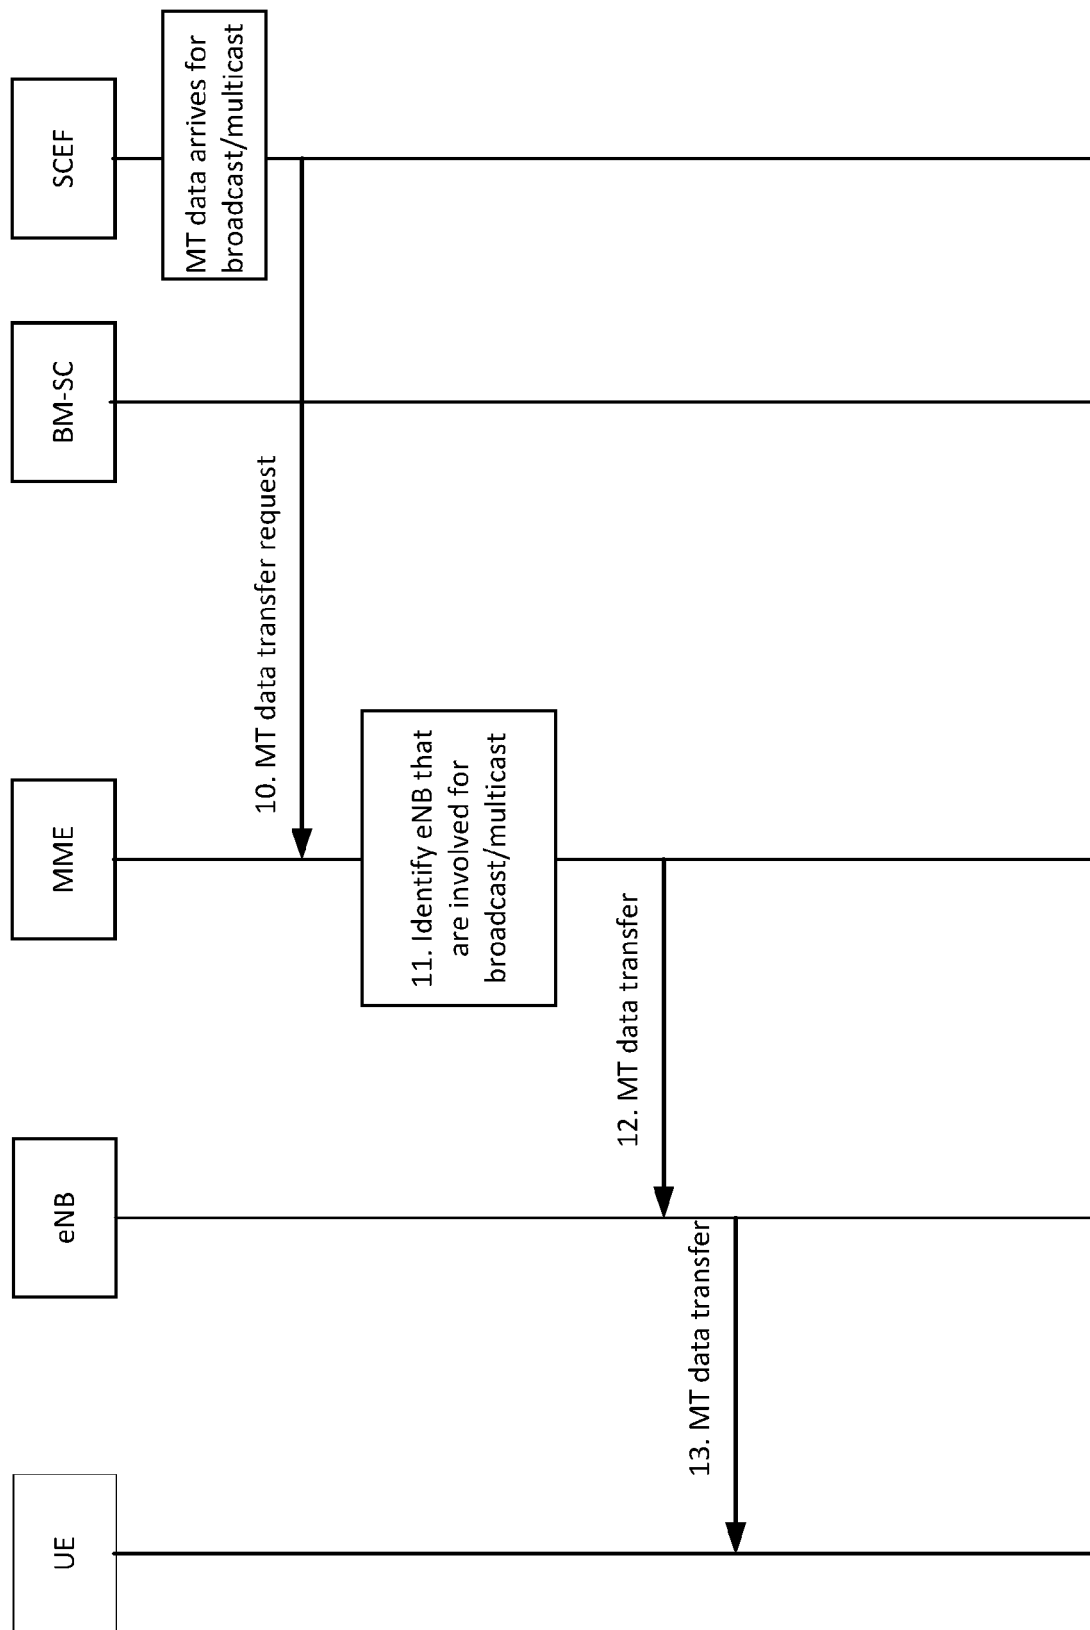 UE
eNB
MME
BM-SC
SCEF
MT data arrives for
broadcast/multicast
10. MT data transfer request
11. Identify eNB that
are involved for
broadcast/multicast
12. MT data transfer
13. MT data transfer